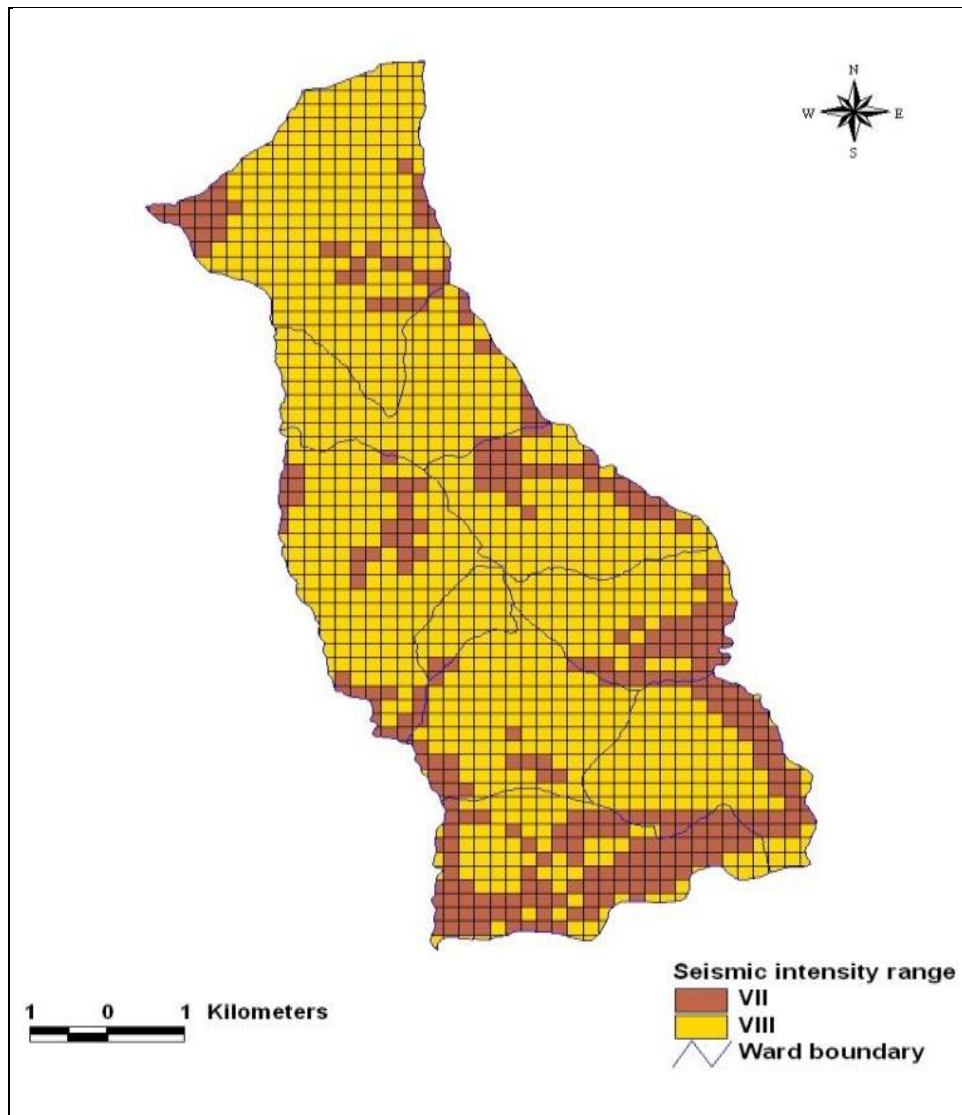 N
W E
S
Seismic intensity range
VII
VIII
Ward boundary
1 0 1 Kilometers